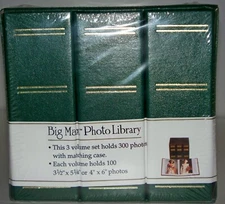 Big Max Photo Library
• This 3 volume set holds 300 photos
with matching case.
• Each volume holds 100
3½" x 5¼" or 4" x 6" photos